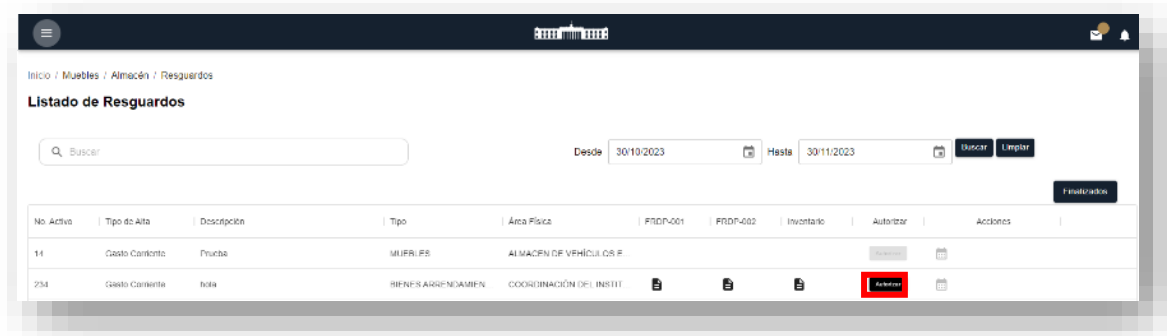 Inicio / Muebles / Almacén / Resguardos
Listado de Resguardos
Buscar Desde 30/10/2023 Hasta 30/11/2023 Buscar Limpiar
Finalizados
No. Activo Tipo de Alta Descripción Tipo Área Física FRDP-001 FRDP-002 Inventario Autorizar Acciones
14 Gasto Corriente Prueba MUEBLES ALMACEN DE VEHÍCULOS E... Autorizar
234 Gasto Corriente hola BIENES ARRENDAMIEN... COORDINACIÓN DEL INSTIT... Autorizar